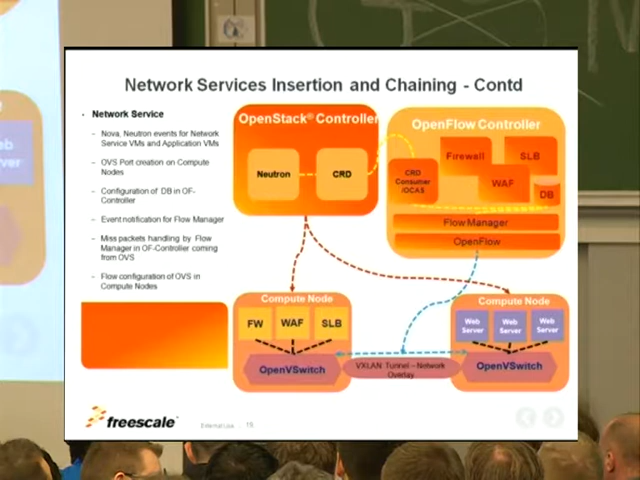 Network Services Insertion and Chaining - Contd
Network Service
– Nova, Neutron events for Network
Service VMs and Application VMs
– OVS Port creation on Compute
Nodes
– Configuration of DB in OF-
Controller
– Event notification for Flow Manager
– Miss packets handling by Flow
Manager in OF-Controller coming
from OVS
– Flow configuration of OVS in
Compute Nodes
OpenStack® Controller
Neutron
CRD
OpenFlow Controller
Firewall
SLB
CRD
Consumer
/OCAS
WAF
DB
Flow Manager
OpenFlow
Compute Node
FW
WAF
SLB
OpenVSwitch
VXLAN Tunnel – Network
Overlay
Compute Node
Web
Server
Web
Server
Web
Server
OpenVSwitch
freescale
External Use
Server